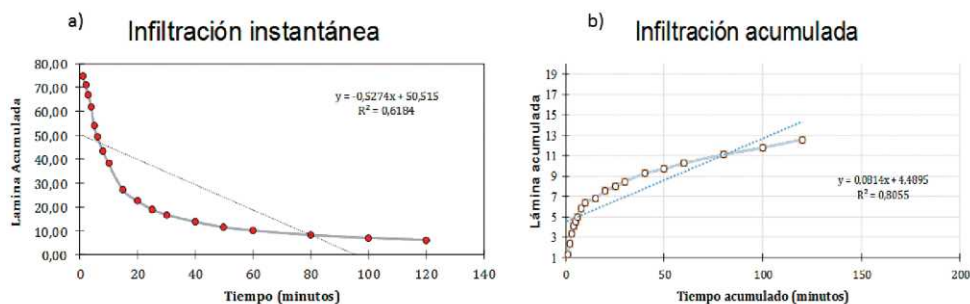 a)
Infiltración instantánea
80,00
70,00
60,00
50,00
40,00
30,00
20,00
10,00
0,00
Lamina Acumulada
y = -0,5274x + 50,515
R² = 0,6184
0 20 40 60 80 100 120 140
Tiempo (minutos)
b)
Infiltración acumulada
19
17
15
13
11
9
7
5
3
1
Lámina acumulada
y = 0,0814x + 4,4895
R² = 0,8055
0 50 100 150 200
Tiempo acumulado (minutos)